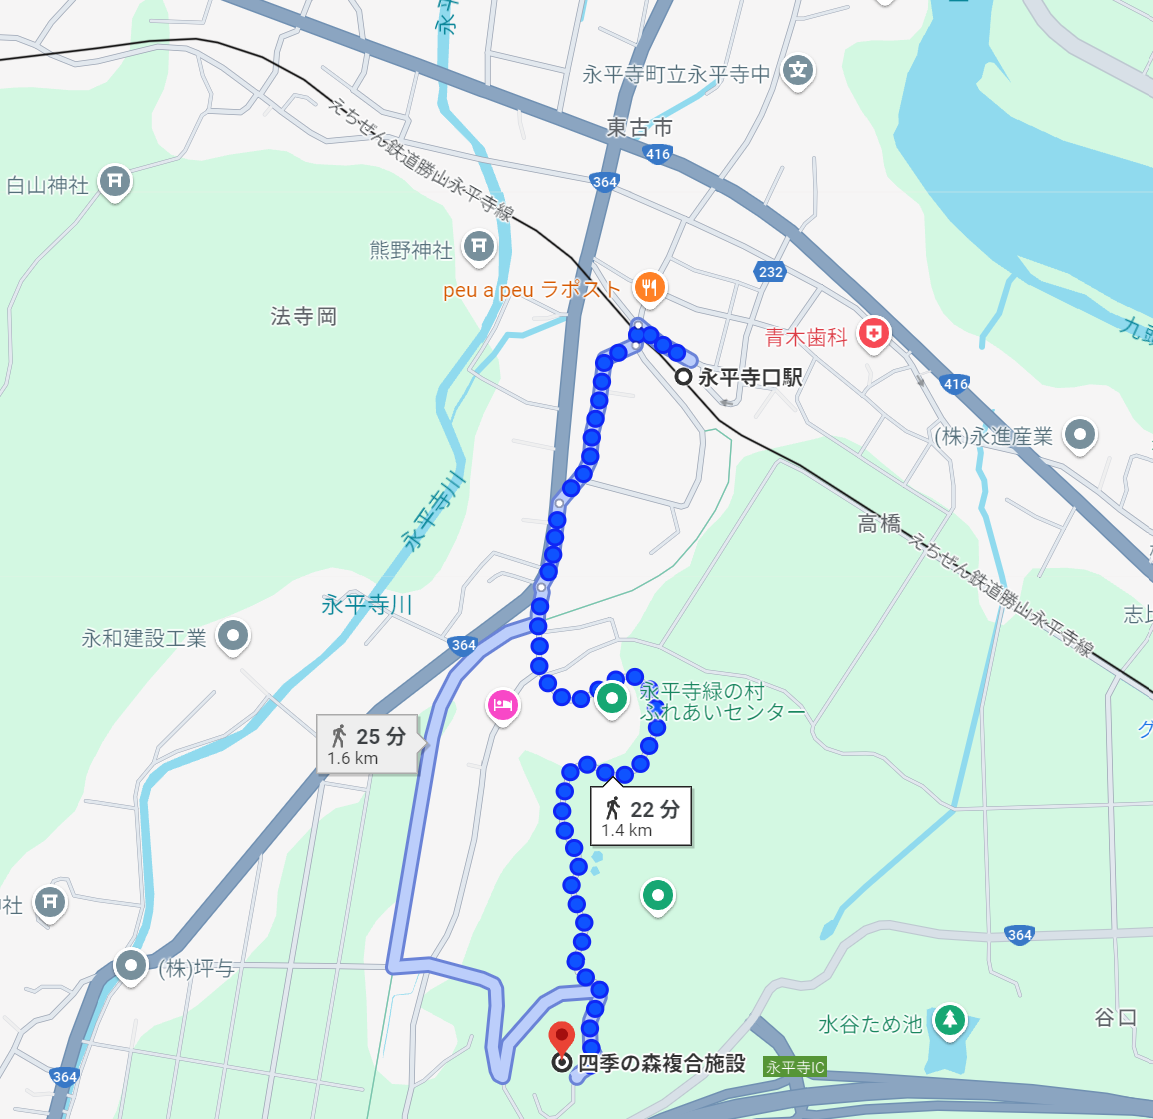 永平寺町立永平寺中
東古市
416
364
えちぜん鉄道勝山永平寺線
白山神社
熊野神社
232
peu a peu ラポスト
法寺岡
青木歯科
永平寺口駅
416
(株)永進産業
永平寺川
高橋
えちぜん鉄道勝山永平寺線
永平寺川
永和建設工業
364
永平寺緑の村
ふれあいセンター
25 分
1.6 km
22 分
1.4 km
364
(株)坪与
水谷ため池
谷口
四季の森複合施設
永平寺IC
364